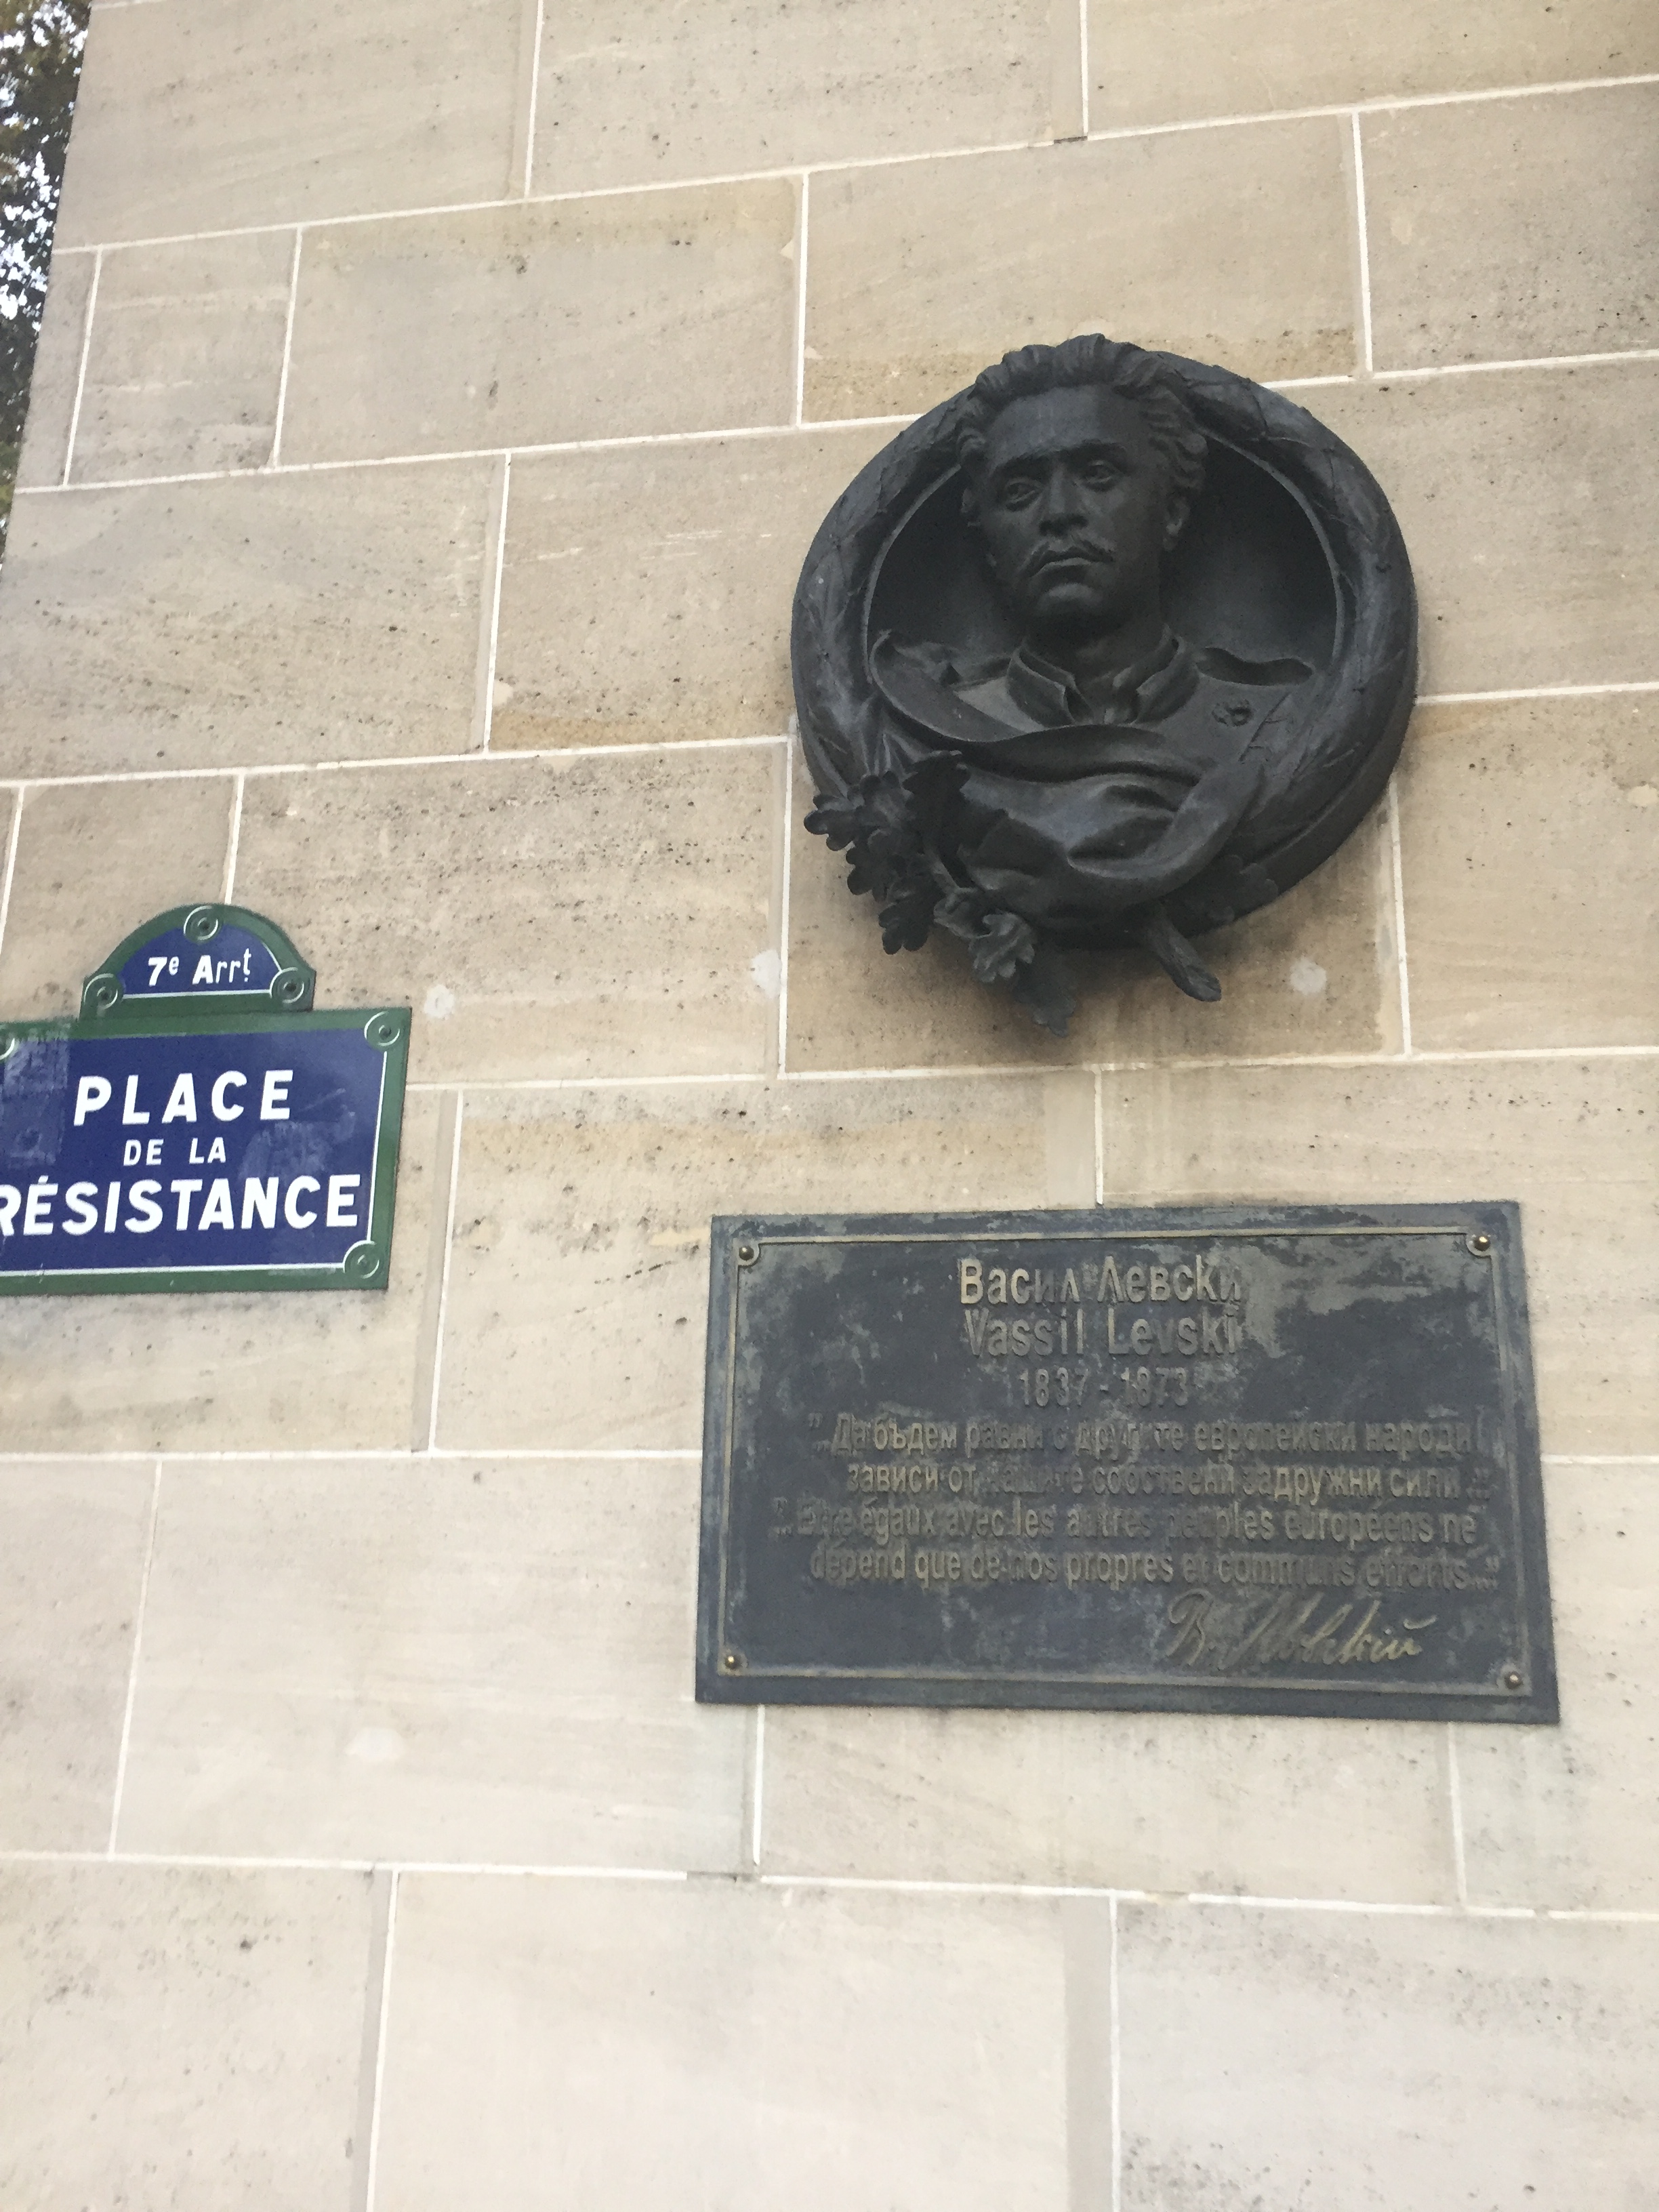 7e Arrt
PLACE
DE LA
RÉSISTANCE
Васил Левски
Vassil Levski
1837 - 1873
"...Да бъдем равни с другите европейски народи
зависи от нашите собствени задружни сили..."
"...Etre égaux avec les autres peuples européens ne
dépend que de nos propres et communs efforts..."